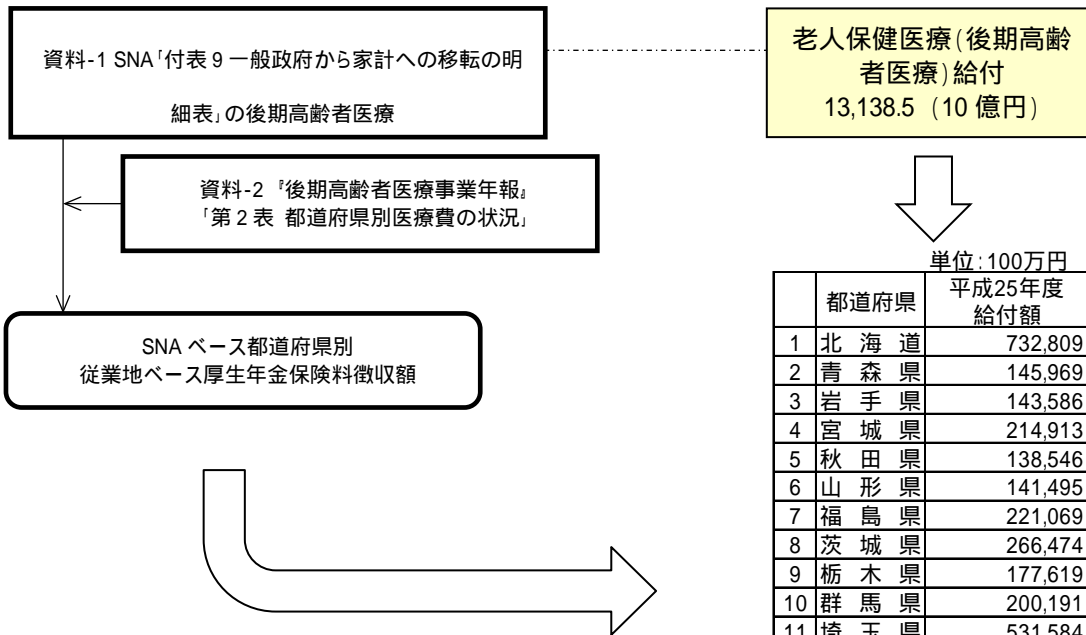 資料-1 SNA「付表9 一般政府から家計への移転の明
細表」の後期高齢者医療
資料-2 『後期高齢者医療事業年報』
「第2表 都道府県別医療費の状況」
SNA ベース都道府県別
従業地ベース厚生年金保険料徴収額
老人保健医療(後期高齢
者医療)給付
13,138.5 (10 億円)
単位:100万円
都道府県 平成25年度
給付額
1 北海道 732,809
2 青森県 145,969
3 岩手県 143,586
4 宮城県 214,913
5 秋田県 138,546
6 山形県 141,495
7 福島県 221,069
8 茨城県 266,474
9 栃木県 177,619
10 群馬県 200,191
11 埼玉県 531,584